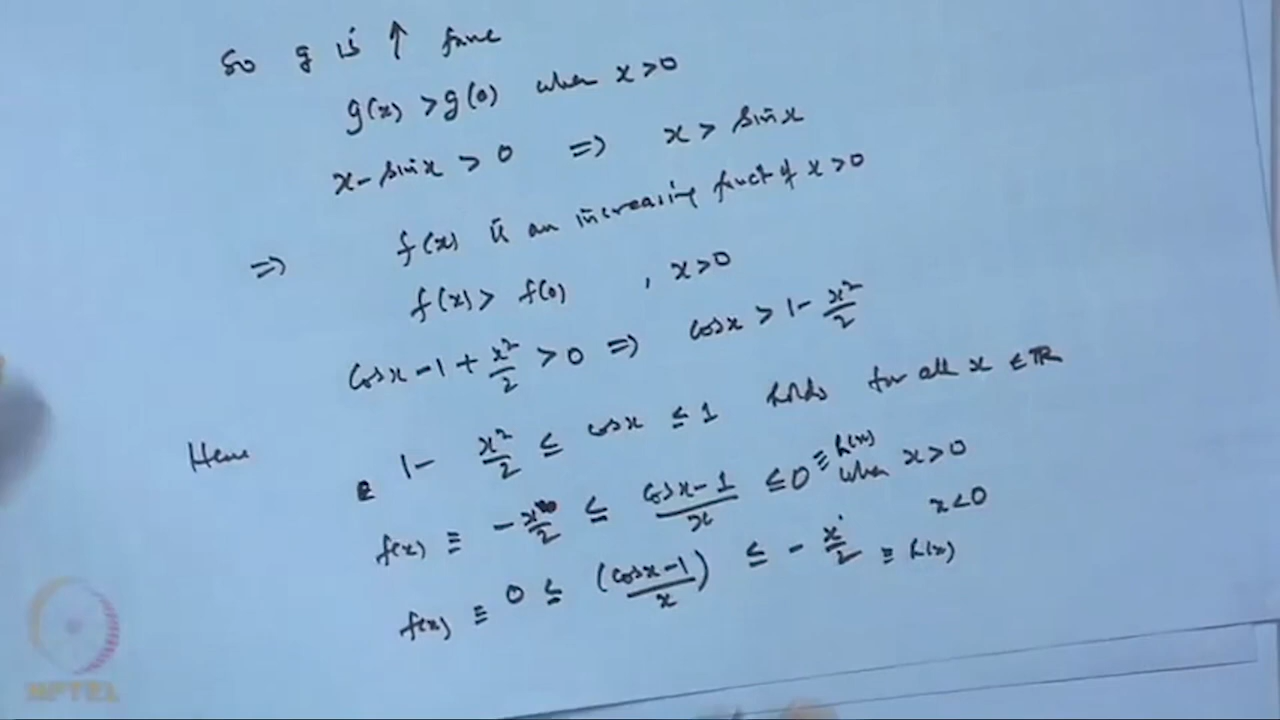 So g is ↑ func
g(x) > g(0) when x > 0
x - sin x > 0 ⇒ x > sin x
⇒ f(x) is an increasing funct of x > 0
f(x) > f(0) , x > 0
Cos x - 1 + x²/2 > 0 ⇒ cos x > 1 - x²/2
Hence 1 - x²/2 ≤ cos x ≤ 1 holds for all x ∈ ℝ
f(x) ≡ - x/2 ≤ (cos x - 1)/x ≤ 0 ≡ h(x) when x > 0
x < 0
f(x) ≡ 0 ≤ (cos x - 1)/x ≤ - x/2 ≡ h(x)
NPTEL